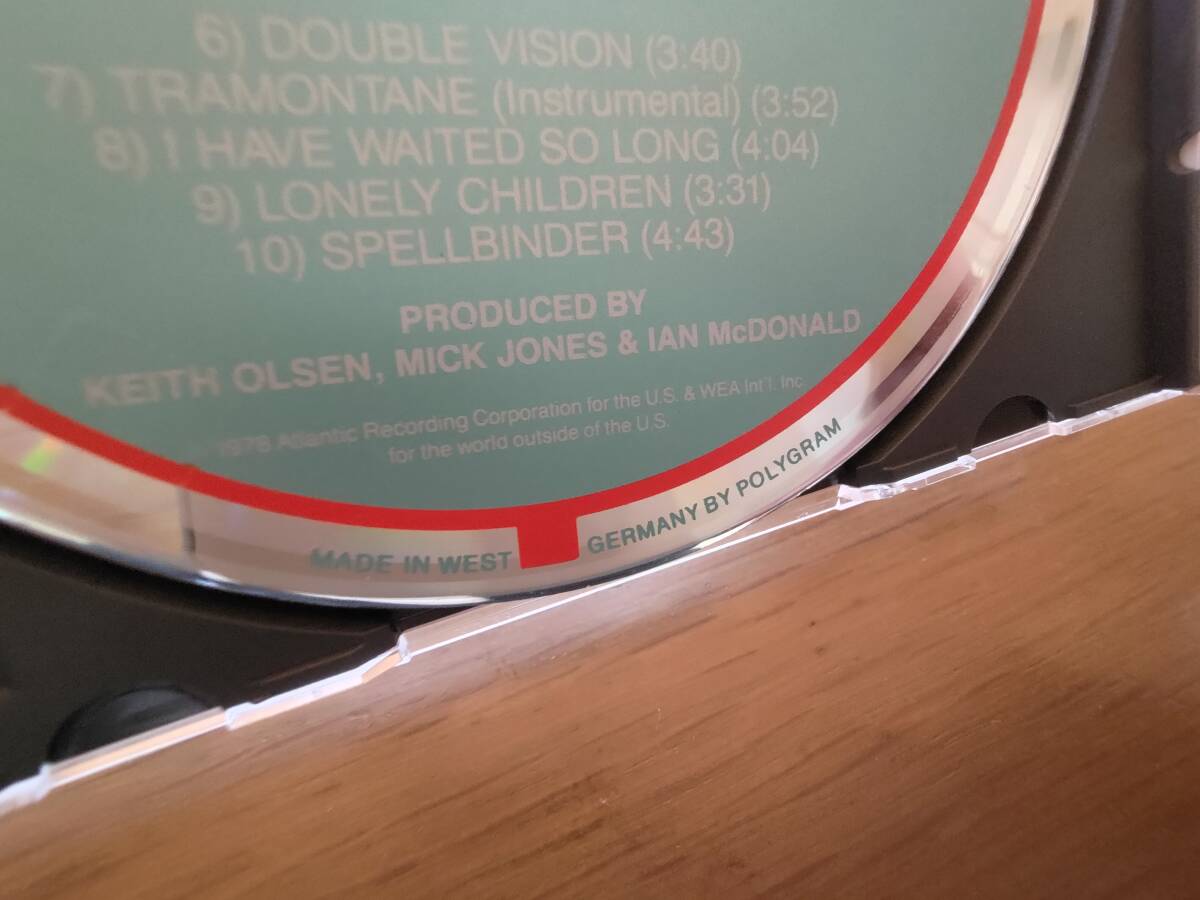 6) DOUBLE VISION (3:40)
7) TRAMONTANE (Instrumental) (3:52)
8) I HAVE WAITED SO LONG (4:04)
9) LONELY CHILDREN (3:31)
10) SPELLBINDER (4:43)
PRODUCED BY
KEITH OLSEN, MICK JONES & IAN McDONALD
1978 Atlantic Recording Corporation for the U.S. & WEA Int'l. Inc.
for the world outside of the U.S.
MADE IN WEST GERMANY BY POLYGRAM